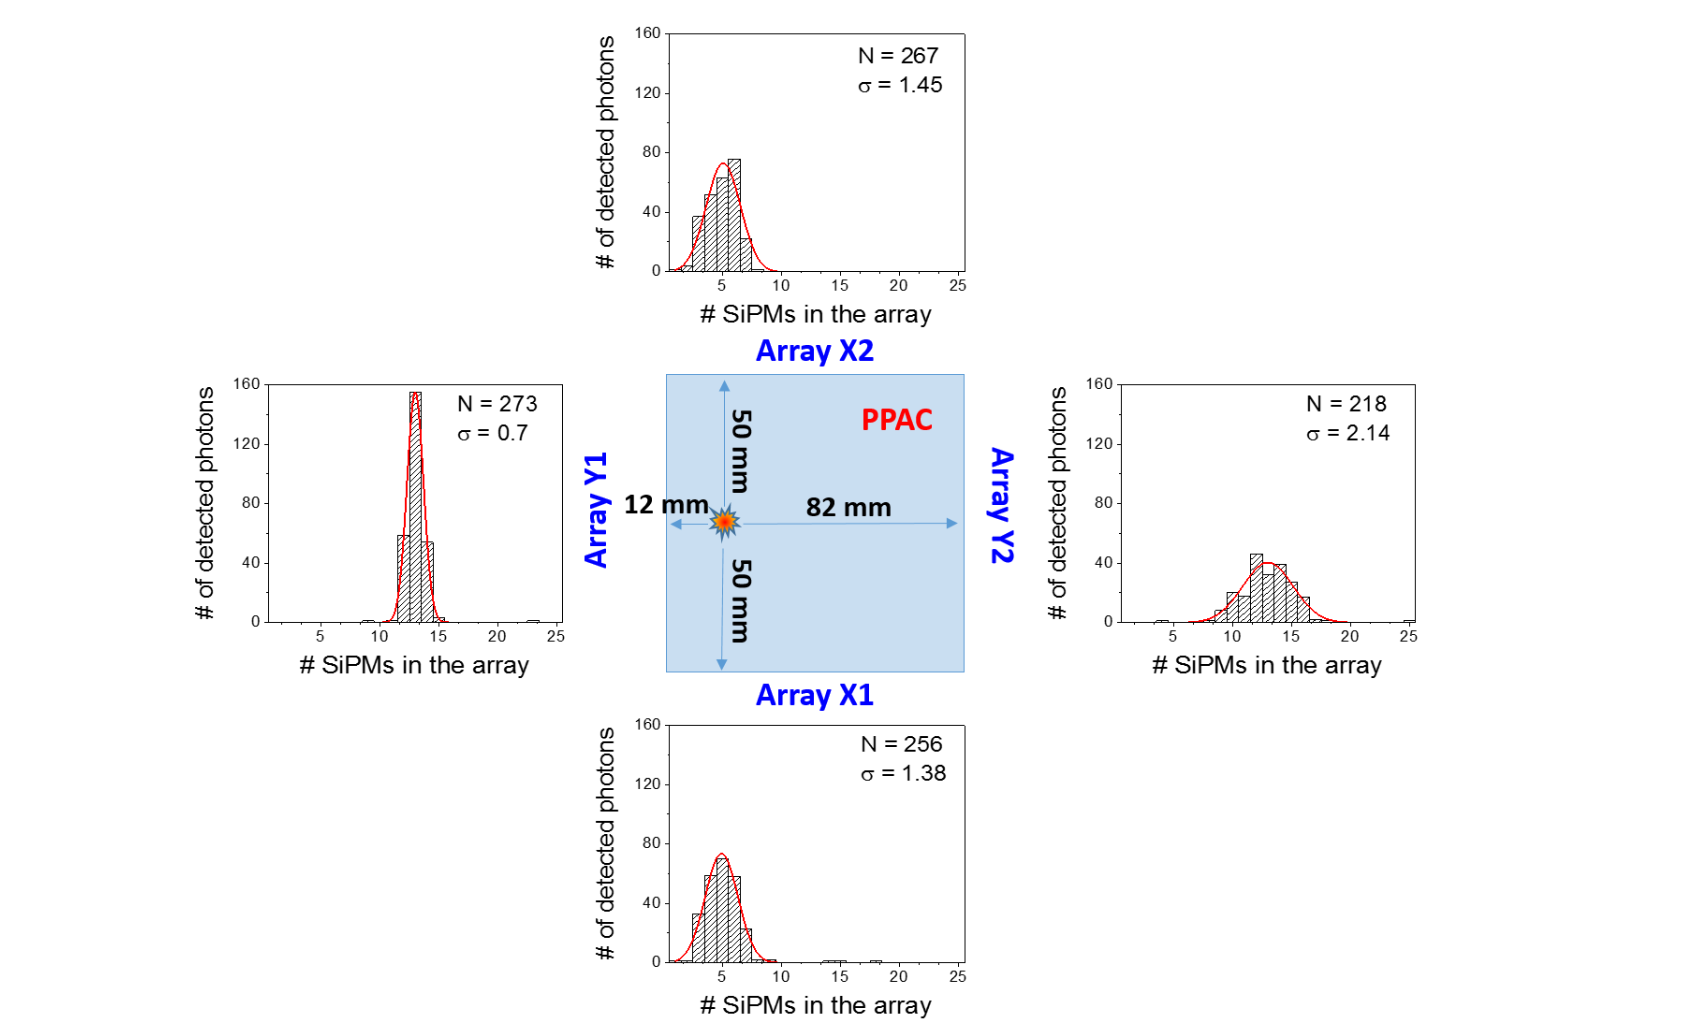 160
120
80
40
0
# of detected photons
N = 267
σ = 1.45
5 10 15 20 25
# SiPMs in the array
Array X2
160
120
80
40
0
# of detected photons
N = 273
σ = 0.7
5 10 15 20 25
# SiPMs in the array
Array Y1
PPAC
50 mm
12 mm
82 mm
50 mm
Array Y2
160
120
80
40
0
# of detected photons
N = 218
σ = 2.14
5 10 15 20 25
# SiPMs in the array
Array X1
160
120
80
40
0
# of detected photons
N = 256
σ = 1.38
5 10 15 20 25
# SiPMs in the array